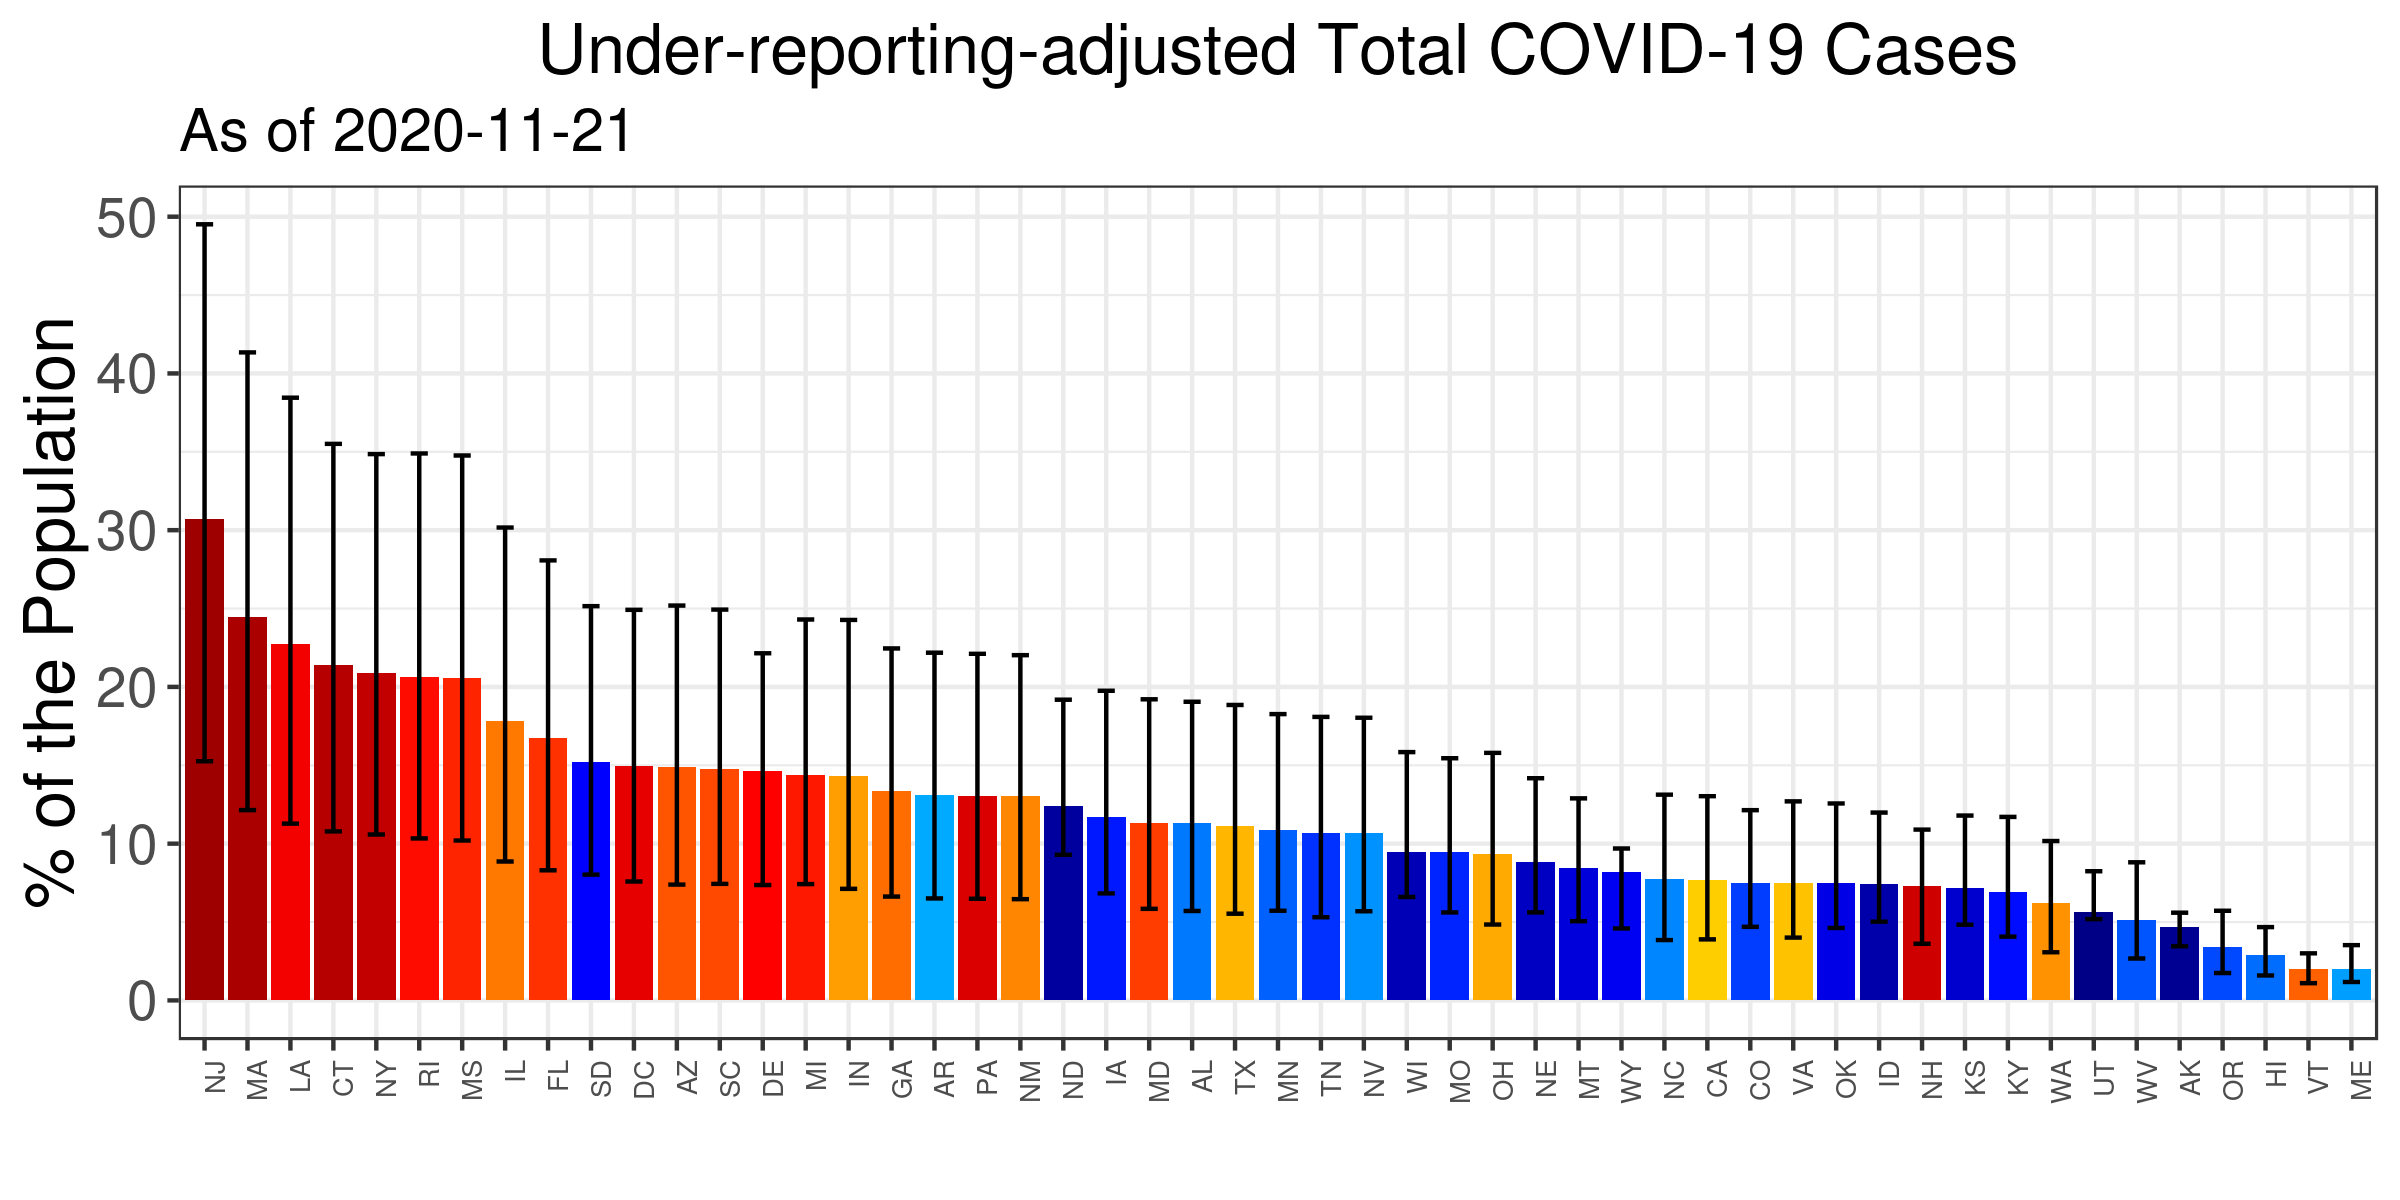 Under-reporting-adjusted Total COVID-19 Cases
As of 2020-11-21
% of the Population
50
40
30
20
10
0
NJ MA LA CT NY RI MS IL FL SD DC AZ SC DE MI IN GA AR PA NM ND IA MD AL TX MN TN NV WI MO OH NE MT WY NC CA CO VA OK ID NH KS KY WA UT WV AK OR HI VT ME